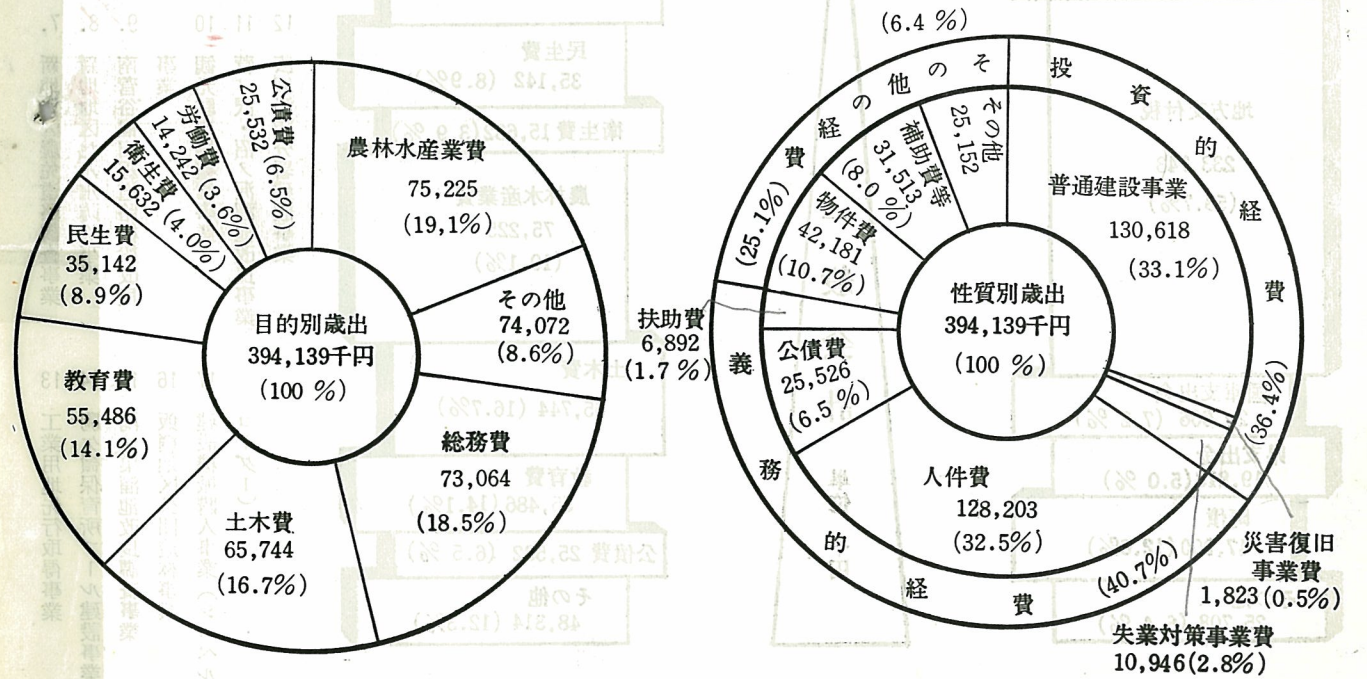 公債費
25,532 (6.5%)
労働費
14,242 (3.6%)
衛生費
15,632 (4.0%)
民生費
35,142
(8.9%)
教育費
55,486
(14.1%)
土木費
65,744
(16.7%)
総務費
73,064
(18.5%)
その他
74,072
(8.6%)
農林水産業費
75,225
(19,1%)
目的別歳出
394,139千円
(100 %)
(6.4 %)
その他
25,152
補助費等
31,513
(8.0 %)
物件費
42,181
(10.7%)
その他の経費
(25.1%)
扶助費
6,892
(1.7 %)
公債費
25,526
(6.5 %)
人件費
128,203
(32.5%)
義務的経費
(40.7%)
投資的経費
(36.4%)
普通建設事業
130,618
(33.1%)
災害復旧
事業費
1,823 (0.5%)
失業対策事業費
10,946(2.8%)
性質別歳出
394,139千円
(100 %)